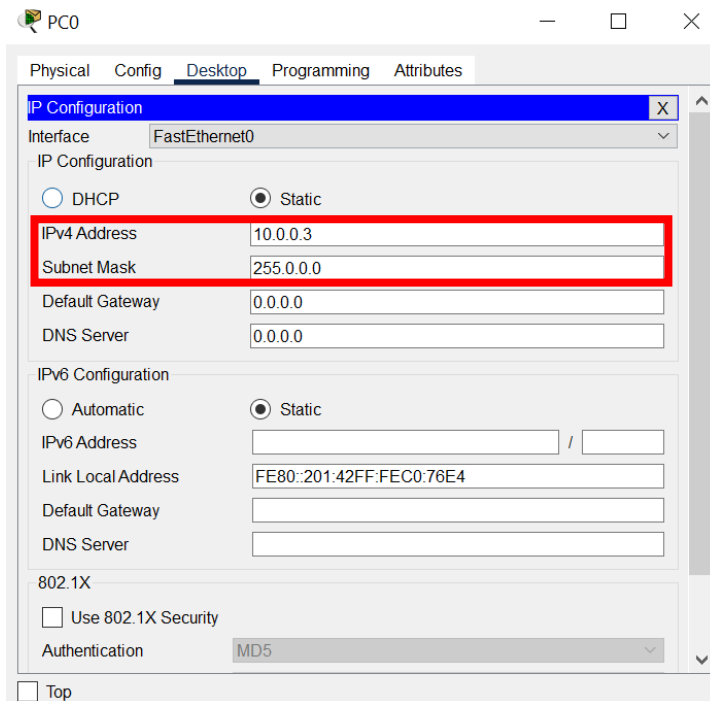 PC0
Physical Config Desktop Programming Attributes
IP Configuration X
Interface FastEthernet0
IP Configuration
DHCP Static
IPv4 Address 10.0.0.3
Subnet Mask 255.0.0.0
Default Gateway 0.0.0.0
DNS Server 0.0.0.0
IPv6 Configuration
Automatic Static
IPv6 Address /
Link Local Address FE80::201:42FF:FEC0:76E4
Default Gateway
DNS Server
802.1X
Use 802.1X Security
Authentication MD5
Top